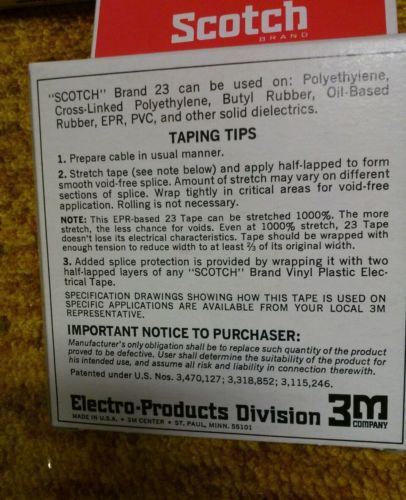 Scotch
BRAND
"SCOTCH" Brand 23 can be used on: Polyethylene,
Cross-Linked Polyethylene, Butyl Rubber, Oil-Based
Rubber, EPR, PVC, and other solid dielectrics.
TAPING TIPS
1. Prepare cable in usual manner.
2. Stretch tape (see note below) and apply half-lapped to form
smooth void-free splice. Amount of stretch may vary on different
sections of splice. Wrap tightly in critical areas for void-free
application. Rolling is not necessary.
NOTE: This EPR-based 23 Tape can be stretched 1000%. The more
stretch, the less chance for voids. Even at 1000% stretch, 23 Tape
doesn't lose its electrical characteristics. Tape should be wrapped with
enough tension to reduce width to at least ⅔ of its original width.
3. Added splice protection is provided by wrapping it with two
half-lapped layers of any "SCOTCH" Brand Vinyl Plastic Elec-
trical Tape.
SPECIFICATION DRAWINGS SHOWING HOW THIS TAPE IS USED ON
SPECIFIC APPLICATIONS ARE AVAILABLE FROM YOUR LOCAL 3M
REPRESENTATIVE.
IMPORTANT NOTICE TO PURCHASER:
Manufacturer's only obligation shall be to replace such quantity of the product
proved to be defective. User shall determine the suitability of the product for
his intended use, and assume all risk and liability in connection therewith.
Patented under U.S. Nos. 3,470,127; 3,318,852; 3,115,246.
Electro-Products Division 3M
MADE IN U.S.A. • 3M CENTER • ST. PAUL, MINN. 55101 COMPANY